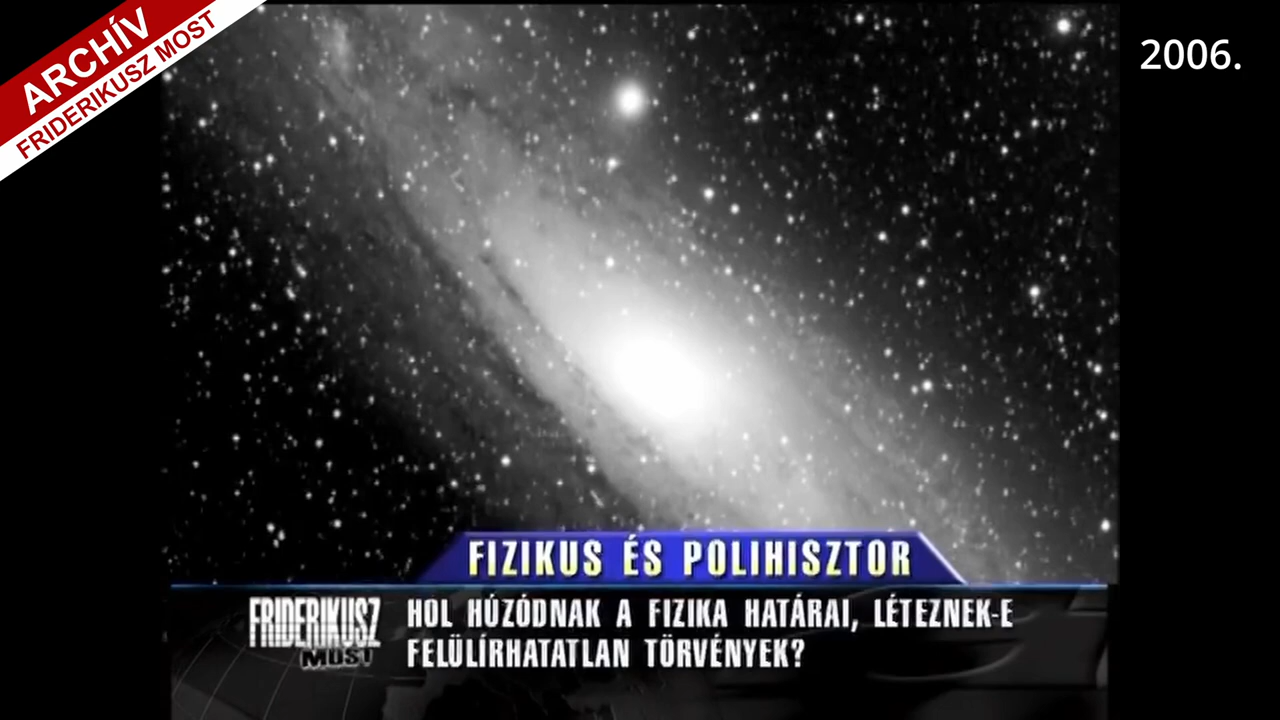 ARCHÍV
FRIDERIKUSZ MOST
2006.
FIZIKUS ÉS POLIHISZTOR
FRIDERIKUSZ
MOST
HOL HÚZÓDNAK A FIZIKA HATÁRAI, LÉTEZNEK-E
FELÜLÍRHATATLAN TÖRVÉNYEK?